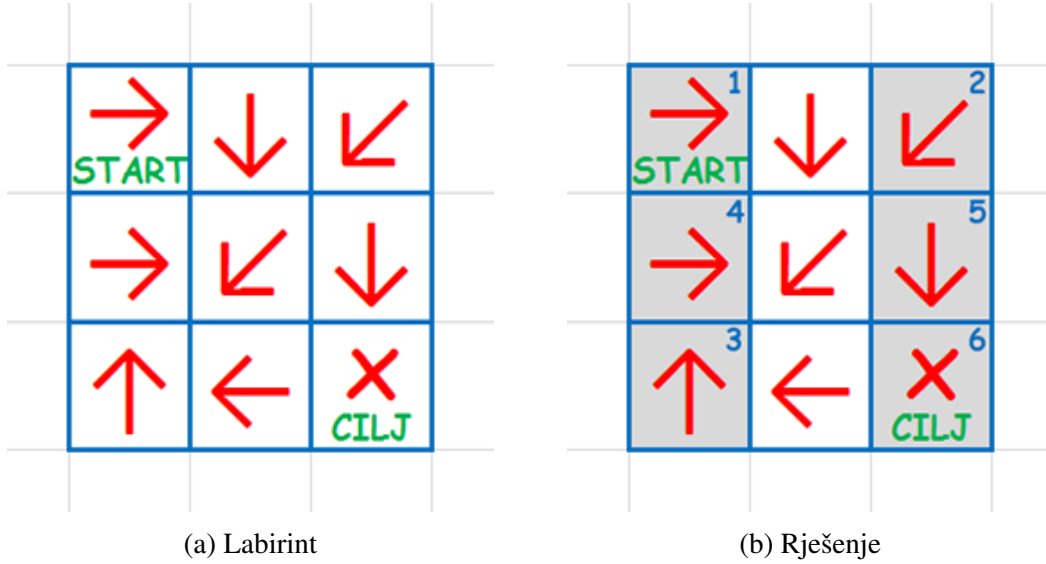 START
CILJ
(a) Labirint
1 2
START
4 5
3 6
CILJ
(b) Rješenje